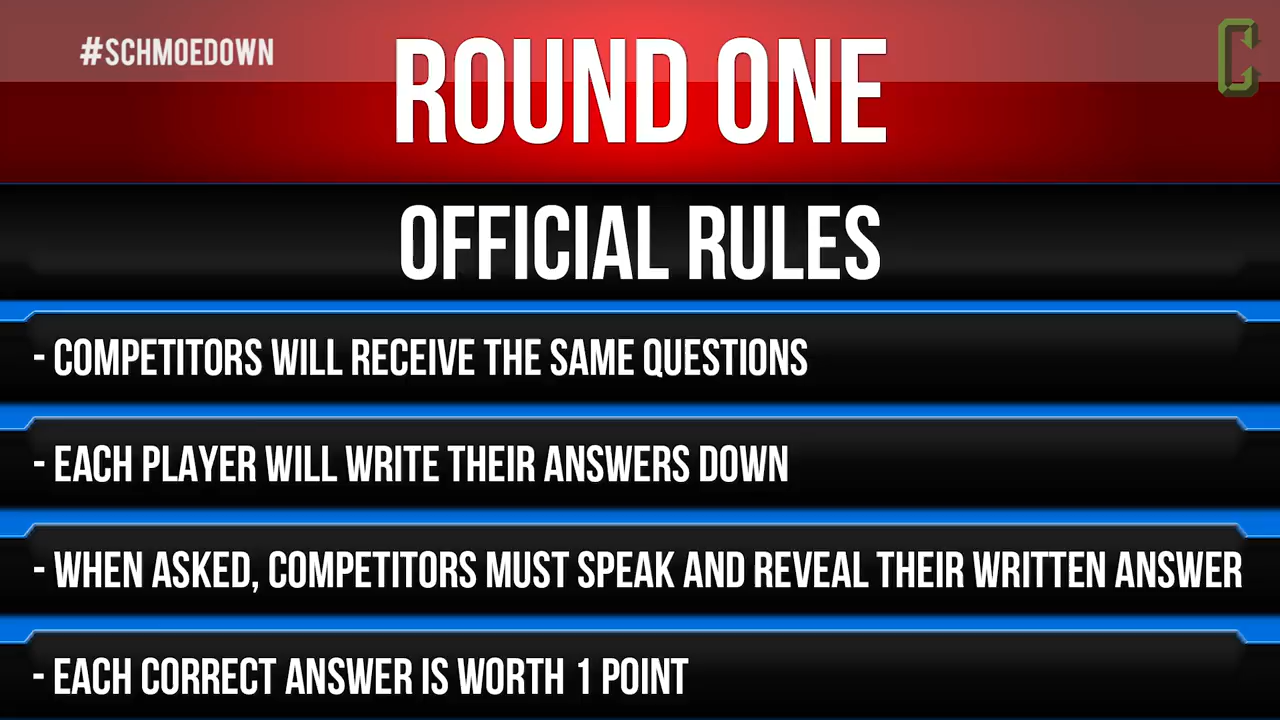 #SCHMOEDOWN
ROUND ONE
OFFICIAL RULES
- COMPETITORS WILL RECEIVE THE SAME QUESTIONS
- EACH PLAYER WILL WRITE THEIR ANSWERS DOWN
- WHEN ASKED, COMPETITORS MUST SPEAK AND REVEAL THEIR WRITTEN ANSWER
- EACH CORRECT ANSWER IS WORTH 1 POINT